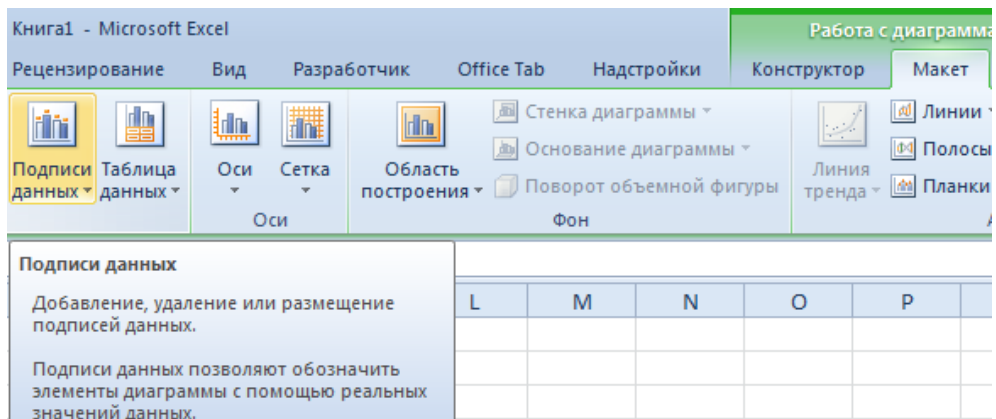 Книга1 - Microsoft Excel
Работа с диаграмма
Рецензирование Вид Разработчик Office Tab Надстройки Конструктор Макет
Подписи данных
Таблица данных
Оси
Сетка
Область построения
Стенка диаграммы
Основание диаграммы
Поворот объемной фигуры
Линия тренда
Линии
Полосы
Планки
Оси
Фон
Подписи данных
Добавление, удаление или размещение
подписей данных.
Подписи данных позволяют обозначить
элементы диаграммы с помощью реальных
значений данных.
L M N O P